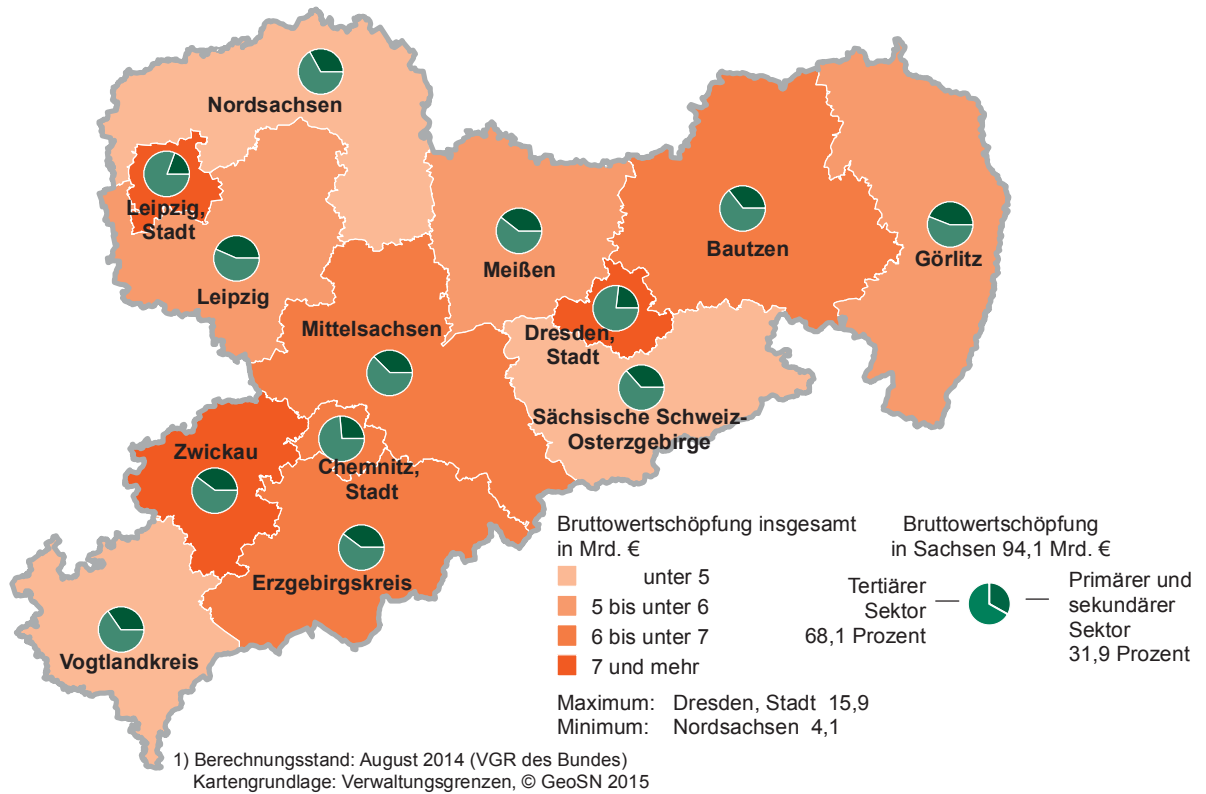 Nordsachsen
Leipzig,
Stadt
Leipzig
Meißen
Bautzen
Görlitz
Mittelsachsen
Dresden,
Stadt
Sächsische Schweiz-
Osterzgebirge
Zwickau
Chemnitz,
Stadt
Erzgebirgskreis
Vogtlandkreis
Bruttowertschöpfung insgesamt
in Mrd. €
unter 5
5 bis unter 6
6 bis unter 7
7 und mehr
Maximum: Dresden, Stadt 15,9
Minimum: Nordsachsen 4,1
Bruttowertschöpfung
in Sachsen 94,1 Mrd. €
Tertiärer
Sektor
68,1 Prozent
Primärer und
sekundärer
Sektor
31,9 Prozent
1) Berechnungsstand: August 2014 (VGR des Bundes)
Kartengrundlage: Verwaltungsgrenzen, © GeoSN 2015